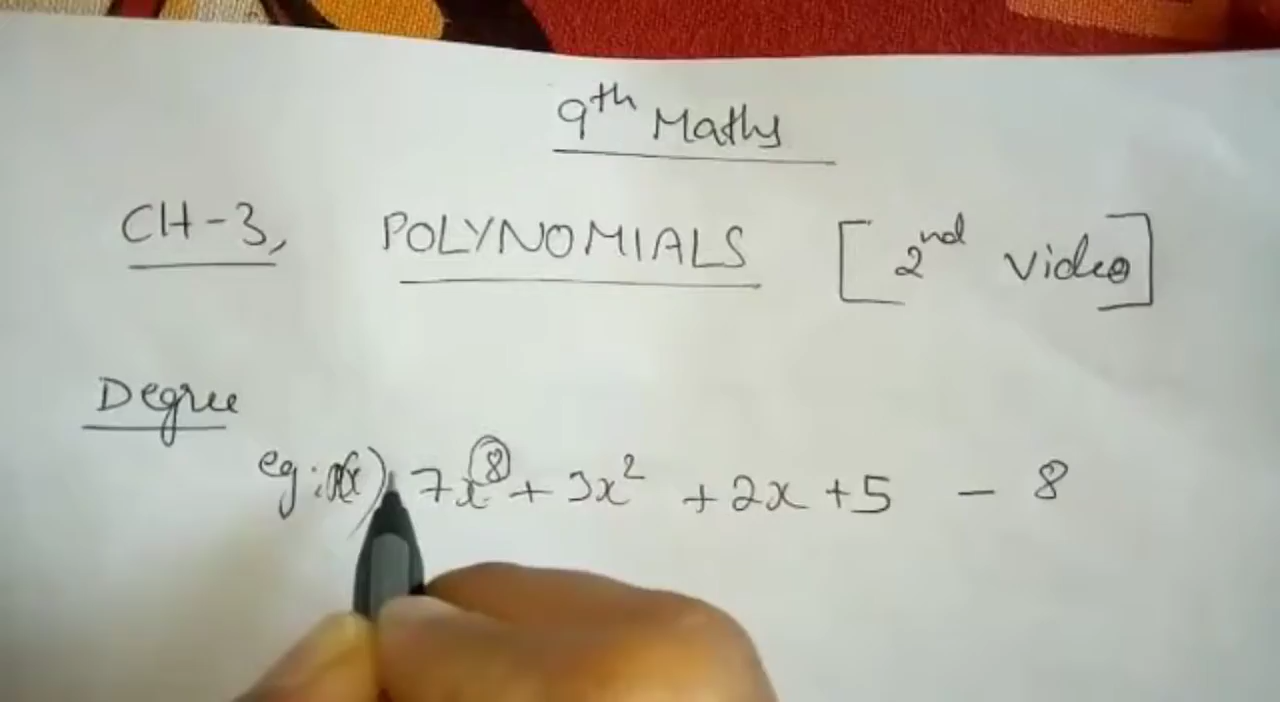 9th Maths
CH-3, POLYNOMIALS [2nd video]
Degree
eg: 7x⁸ + 3x² + 2x + 5 - 8